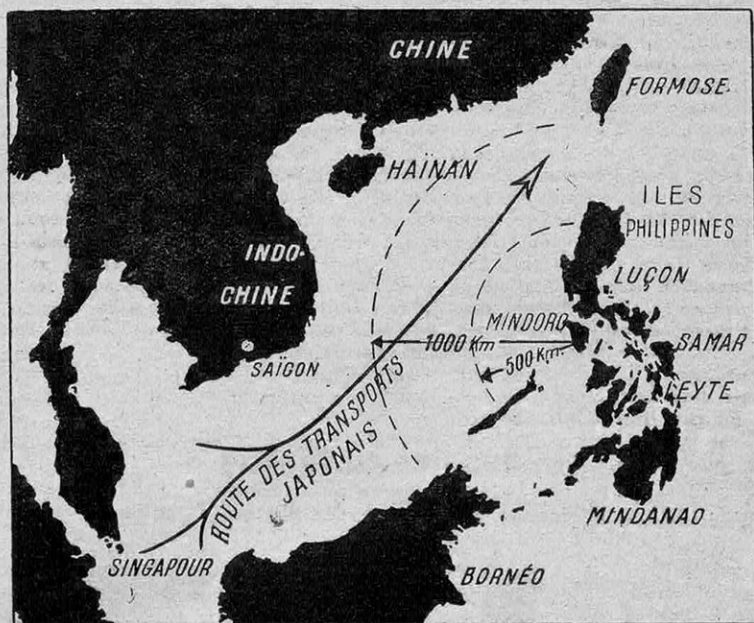 CHINE
FORMOSE
HAÏNAN
ILES
PHILIPPINES
INDO-
CHINE
LUÇON
MINDORO
1000 Km
500 Km.
SAMAR
SAÏGON
LEYTE
ROUTE DES TRANSPORTS
JAPONAIS
MINDANAO
SINGAPOUR
BORNÉO